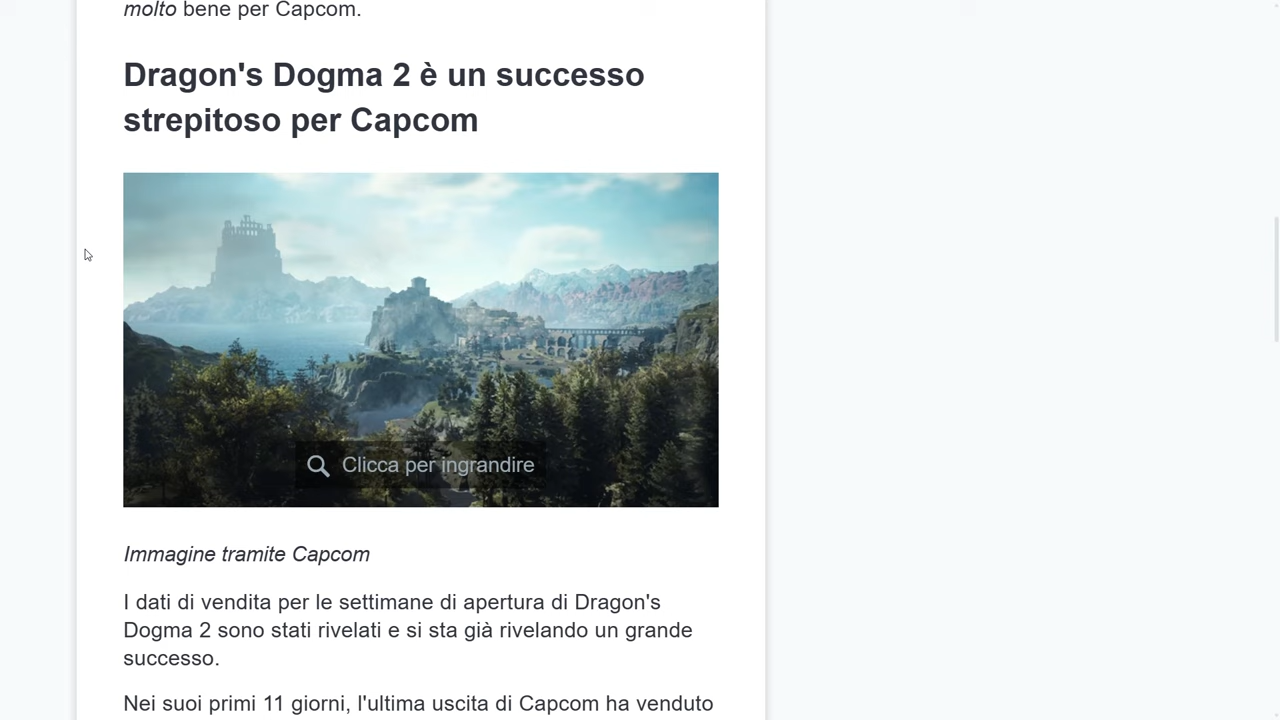 molto bene per Capcom.
Dragon's Dogma 2 è un successo
strepitoso per Capcom
Clicca per ingrandire
Immagine tramite Capcom
I dati di vendita per le settimane di apertura di Dragon's
Dogma 2 sono stati rivelati e si sta già rivelando un grande
successo.
Nei suoi primi 11 giorni, l'ultima uscita di Capcom ha venduto